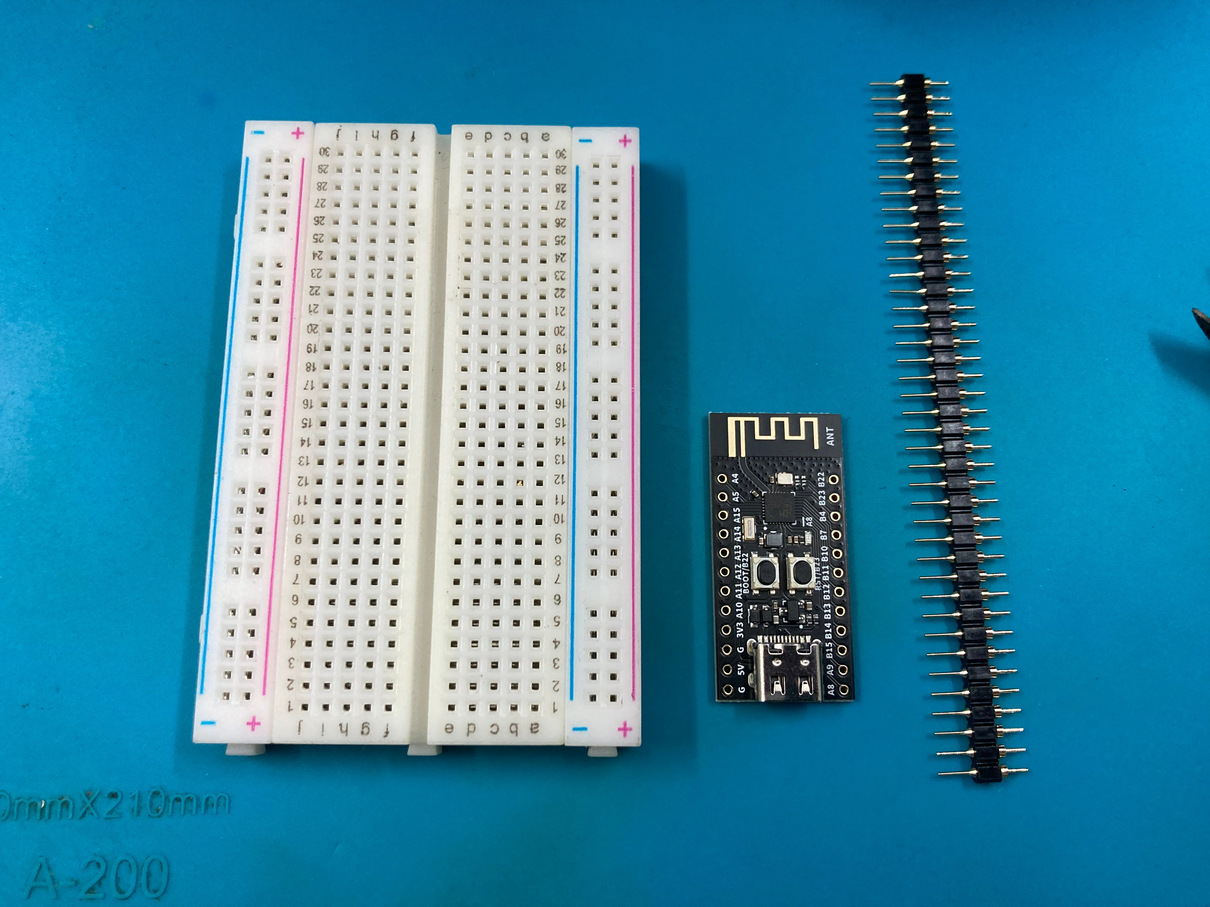 − + j i h g f e d c b a − +
30 30
29 29
28 28
27 27
26 26
25 25
24 24
23 23
22 22
21 21
20 20
19 19
18 18
17 17
16 16
15 15
14 14
13 13
12 12
11 11
10 10
9 9
8 8
7 7
6 6
5 5
4 4
3 3
2 2
1 1
− + j i h g f e d c b a − +
ANT
A4 B22
A5 B23
A15 B4
A14 A8 B7
A13 B10
A12 B11
A11 BOOT/B22 B12
A10 B13
3V3 B14
G B15
5V A9
G A8
0mmX210mm
A-200